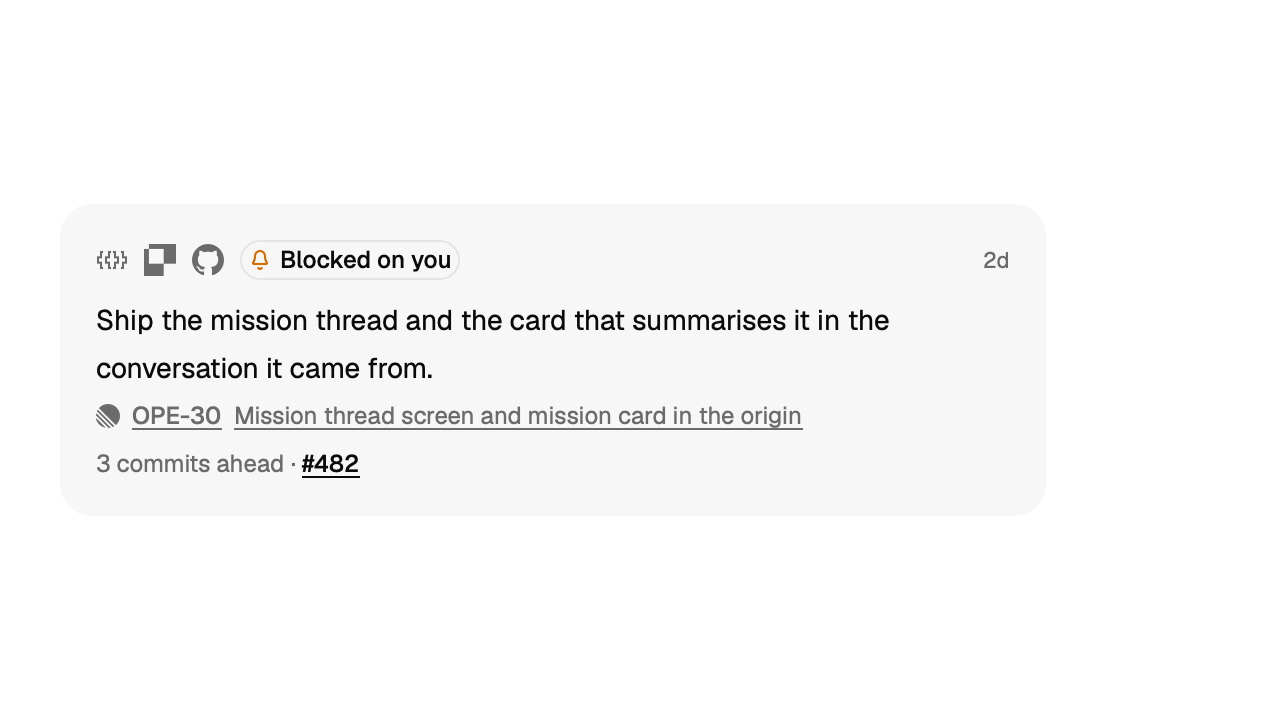 Blocked on you
2d
Ship the mission thread and the card that summarises it in the
conversation it came from.
OPE-30 Mission thread screen and mission card in the origin
3 commits ahead · #482